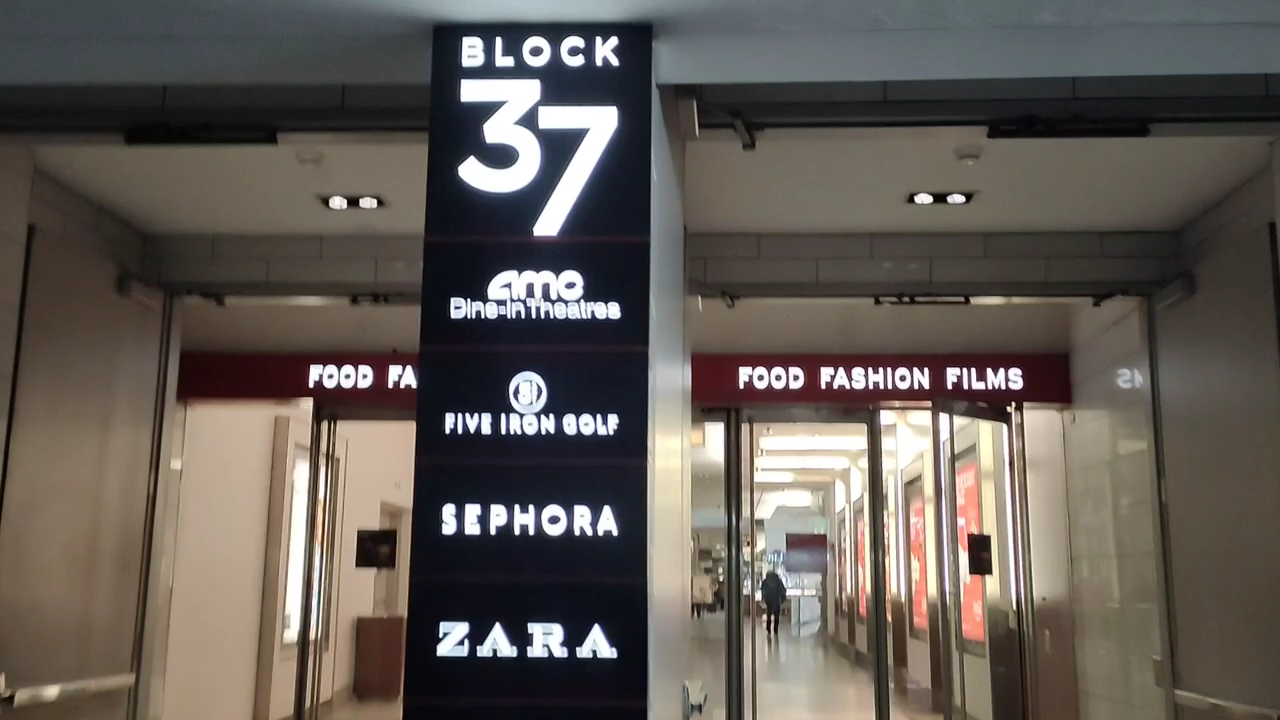 BLOCK
37
amc
Dine-In Theatres
FIVE IRON GOLF
SEPHORA
ZARA
FOOD FA
FOOD FASHION FILMS